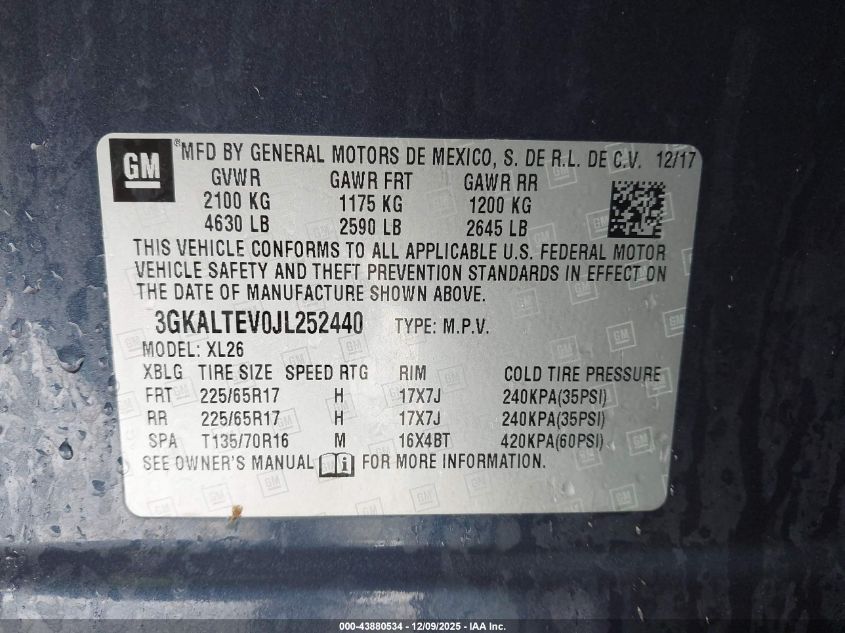 GM ®MFD BY GENERAL MOTORS DE MEXICO, S. DE R.L. DE C.V. 12/17
GVWR GAWR FRT GAWR RR
2100 KG 1175 KG 1200 KG
4630 LB 2590 LB 2645 LB
THIS VEHICLE CONFORMS TO ALL APPLICABLE U.S. FEDERAL MOTOR
VEHICLE SAFETY AND THEFT PREVENTION STANDARDS IN EFFECT ON
THE DATE OF MANUFACTURE SHOWN ABOVE.
3GKALTEV0JL252440 TYPE: M.P.V.
MODEL: XL26
XBLG TIRE SIZE SPEED RTG RIM COLD TIRE PRESSURE
FRT 225/65R17 H 17X7J 240KPA(35PSI)
RR 225/65R17 H 17X7J 240KPA(35PSI)
SPA T135/70R16 M 16X4BT 420KPA(60PSI)
SEE OWNER'S MANUAL FOR MORE INFORMATION.
000-43880534 - 12/09/2025 - IAA Inc.